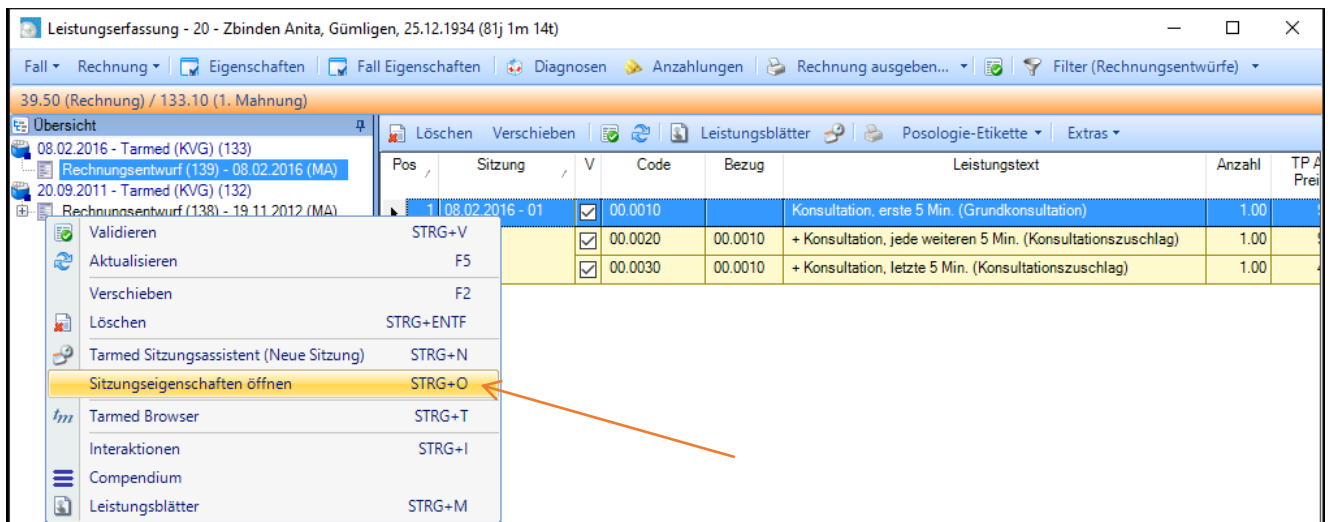 Leistungserfassung - 20 - Zbinden Anita, Gümligen, 25.12.1934 (81j 1m 14t)
Fall Rechnung Eigenschaften Fall Eigenschaften Diagnosen Anzahlungen Rechnung ausgeben... Filter (Rechnungsentwürfe)
39.50 (Rechnung) / 133.10 (1. Mahnung)
Übersicht
08.02.2016 - Tarmed (KVG) (133)
Rechnungsentwurf (139) - 08.02.2016 (MA)
20.09.2011 - Tarmed (KVG) (132)
Rechnungsentwurf (138) - 19.11.2012 (MA)
Löschen Verschieben Leistungsblätter Posologie-Etikette Extras
Pos Sitzung V Code Bezug Leistungstext Anzahl
1 08.02.2016 - 01 00.0010 Konsultation, erste 5 Min. (Grundkonsultation) 1.00
00.0020 00.0010 + Konsultation, jede weiteren 5 Min. (Konsultationszuschlag) 1.00
00.0030 00.0010 + Konsultation, letzte 5 Min. (Konsultationszuschlag) 1.00
Validieren STRG+V
Aktualisieren F5
Verschieben F2
Löschen STRG+ENTF
Tarmed Sitzungsassistent (Neue Sitzung) STRG+N
Sitzungseigenschaften öffnen STRG+O
tm Tarmed Browser STRG+T
Interaktionen STRG+I
Compendium
Leistungsblätter STRG+M